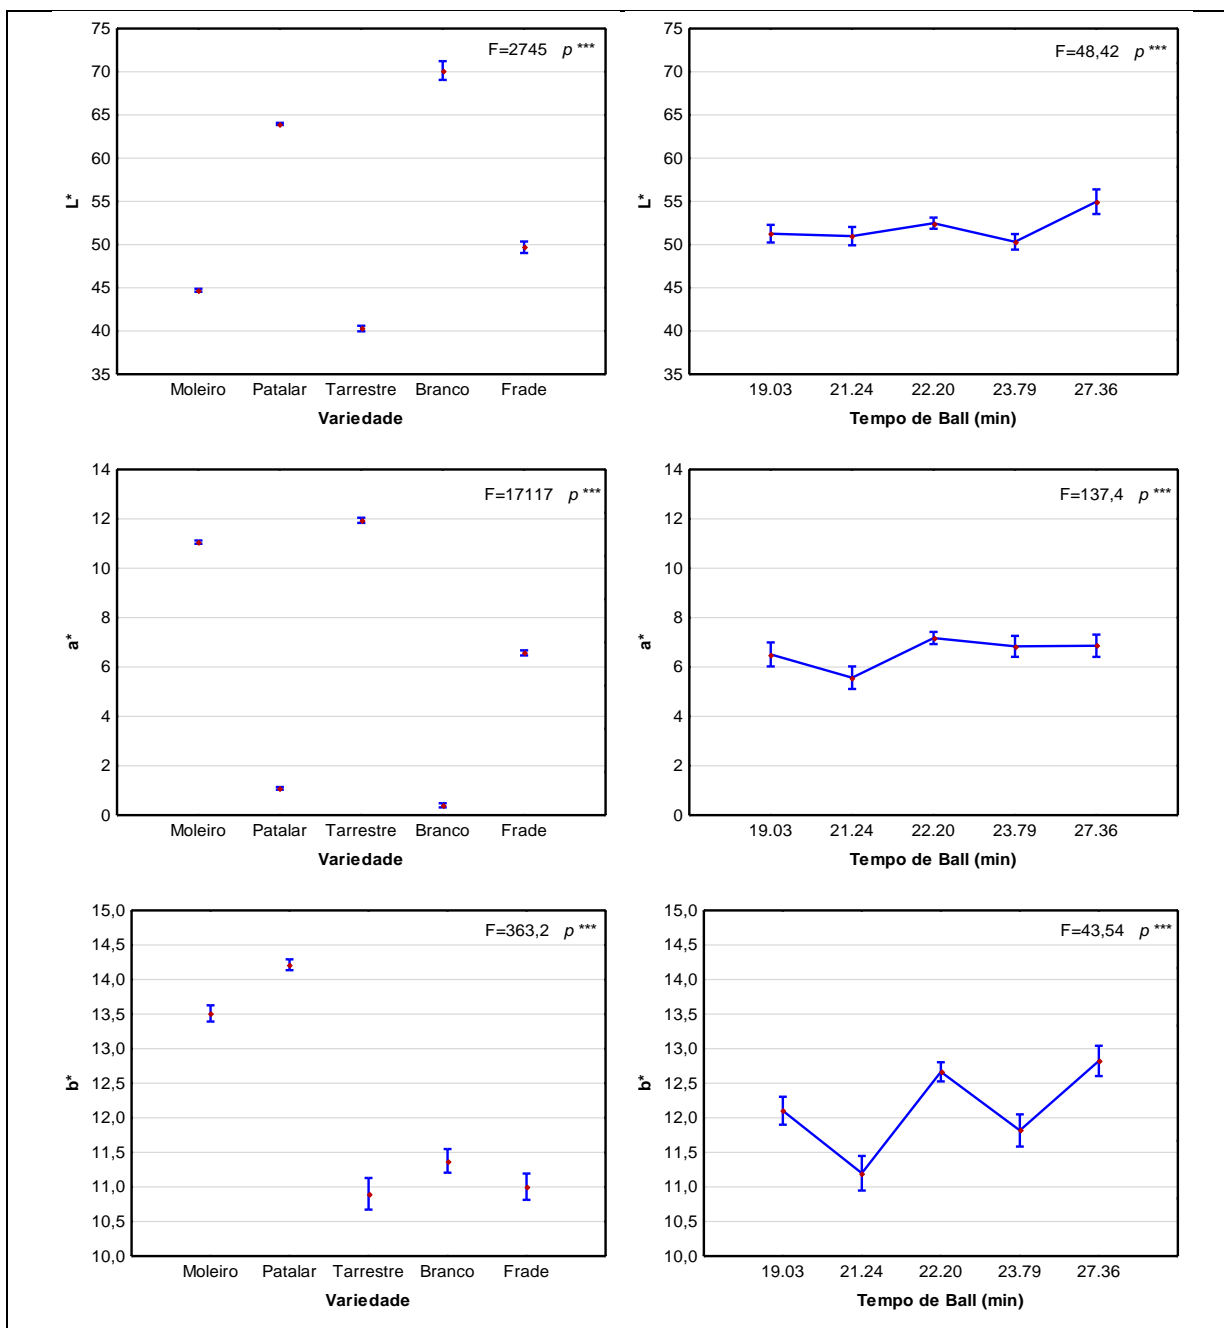 75
70
65
60
55
50
45
40
35
L*
F=2745 p ***
Moleiro Patalar Tarrestre Branco Frade
Variedade
75
70
65
60
55
50
45
40
35
L*
F=48,42 p ***
19.03 21.24 22.20 23.79 27.36
Tempo de Ball (min)
14
12
10
8
6
4
2
0
a*
F=17117 p ***
Moleiro Patalar Tarrestre Branco Frade
Variedade
14
12
10
8
6
4
2
0
a*
F=137,4 p ***
19.03 21.24 22.20 23.79 27.36
Tempo de Ball (min)
15,0
14,5
14,0
13,5
13,0
12,5
12,0
11,5
11,0
10,5
10,0
b*
F=363,2 p ***
Moleiro Patalar Tarrestre Branco Frade
Variedade
15,0
14,5
14,0
13,5
13,0
12,5
12,0
11,5
11,0
10,5
10,0
b*
F=43,54 p ***
19.03 21.24 22.20 23.79 27.36
Tempo de Ball (min)